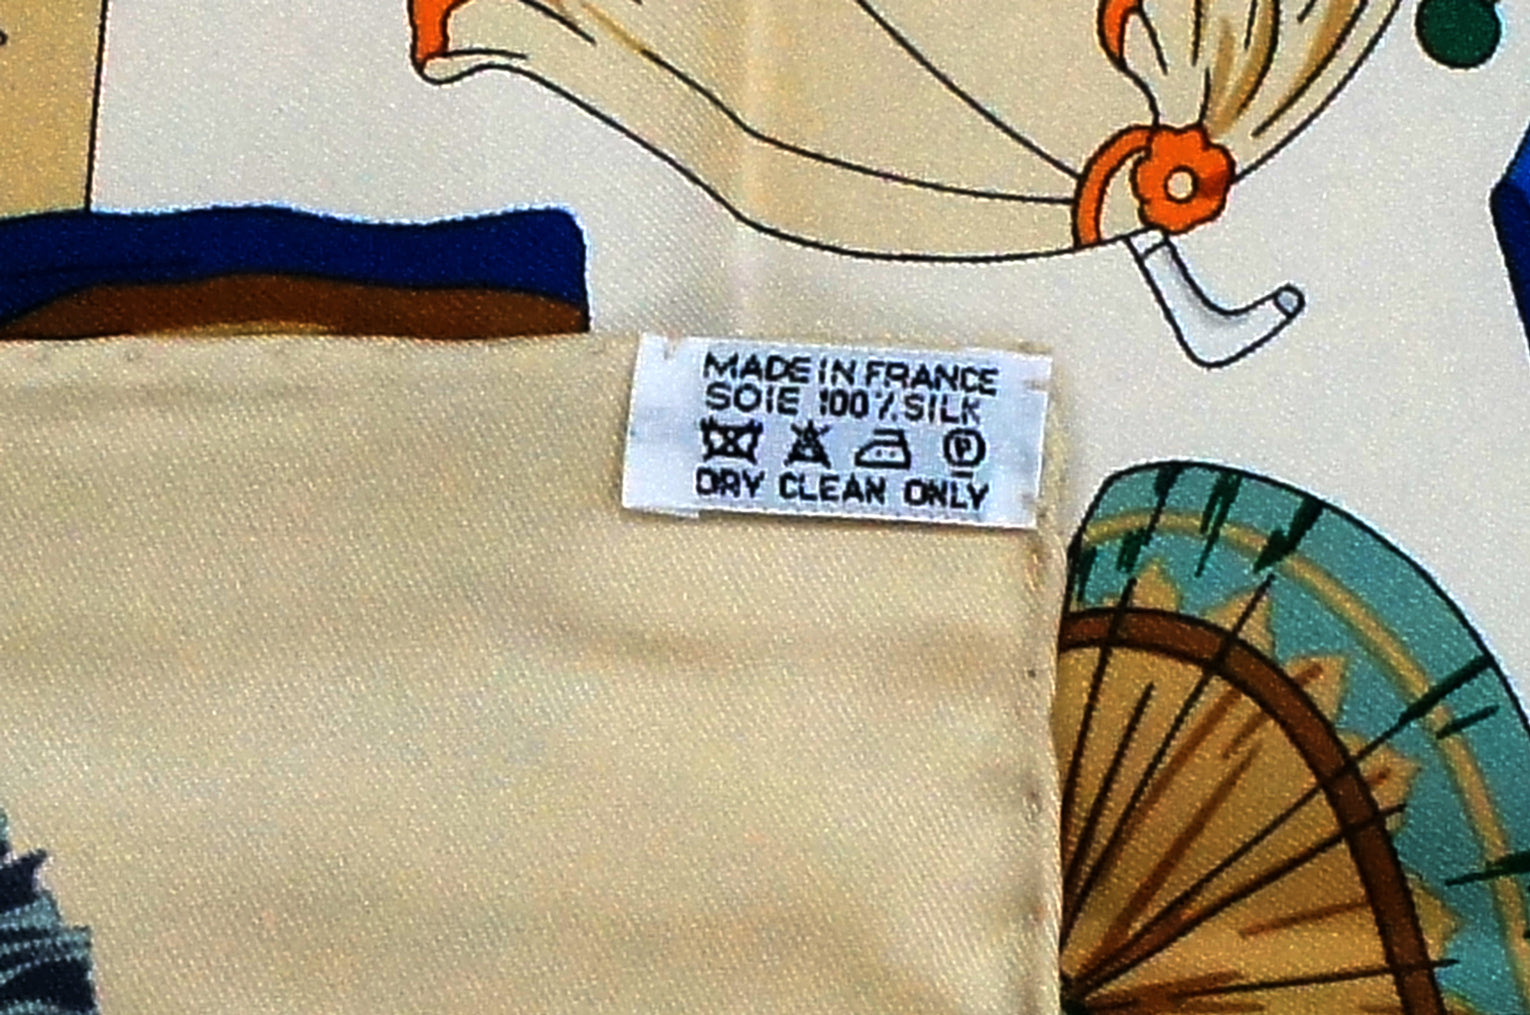 MADE IN FRANCE
SOIE 100% SILK
P
DRY CLEAN ONLY